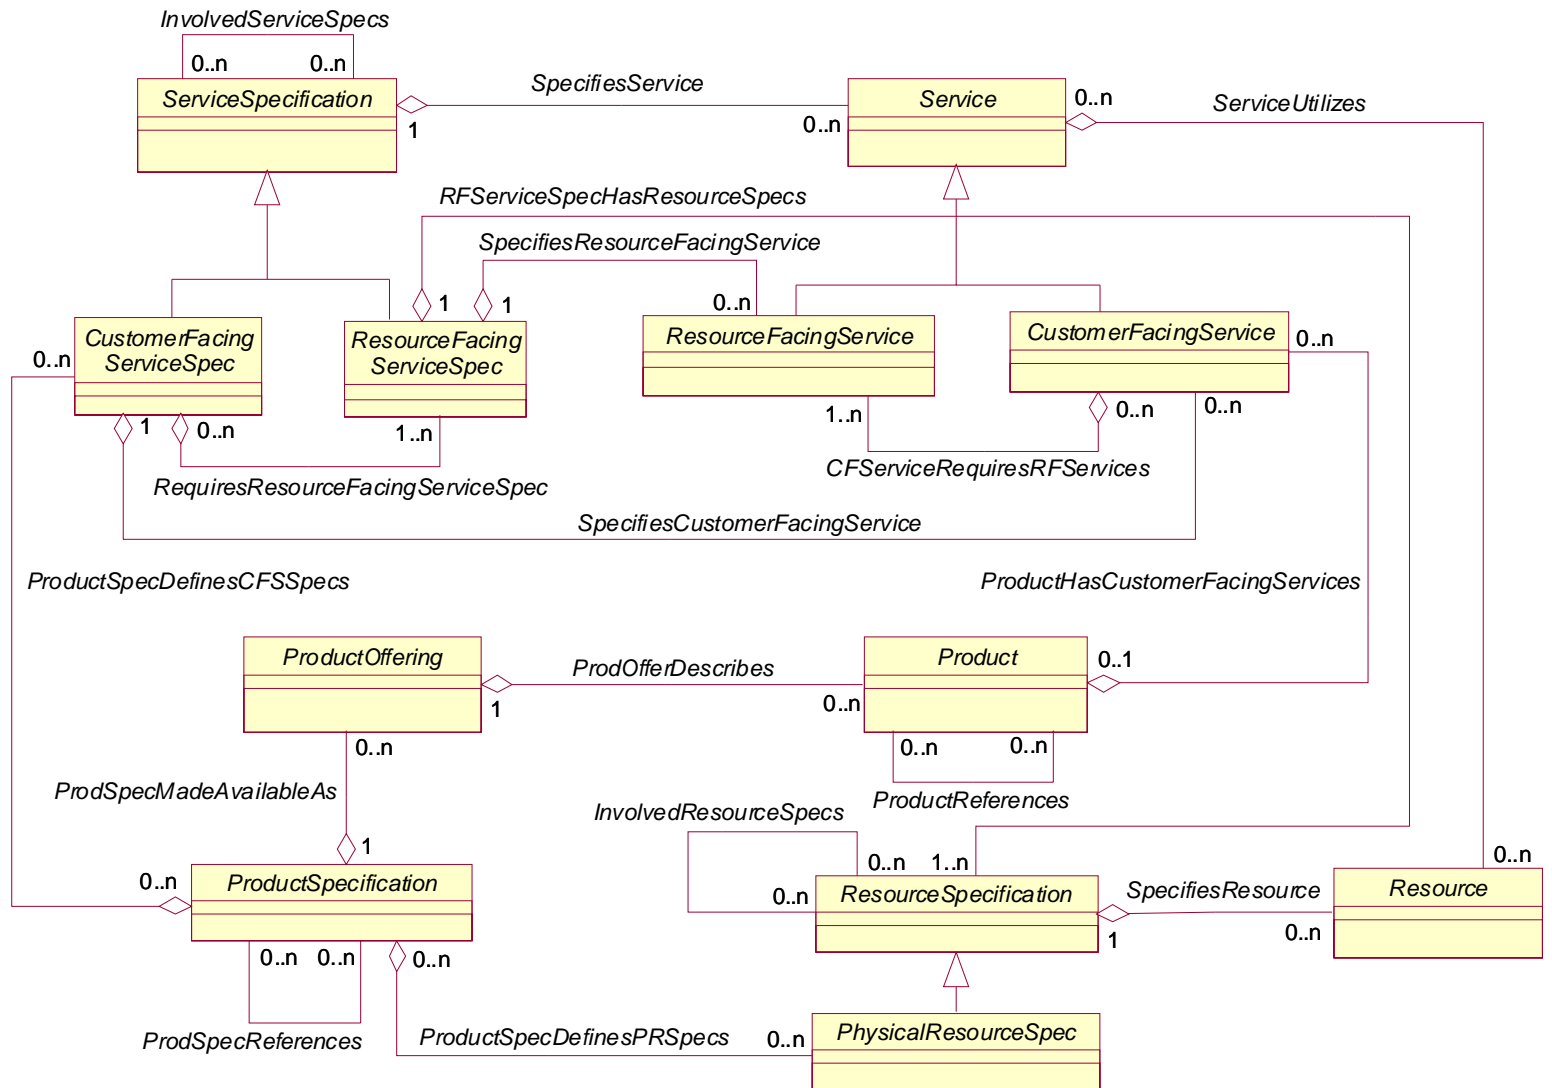 InvolvedServiceSpecs
0..n
0..n
ServiceSpecification
1
SpecifiesService
0..n
Service
0..n
ServiceUtilizes
RFServiceSpecHasResourceSpecs
SpecifiesResourceFacingService
1
1
0..n
CustomerFacing
ServiceSpec
0..n
ResourceFacing
ServiceSpec
ResourceFacingService
CustomerFacingService
0..n
1
0..n
1..n
1..n
0..n
0..n
CFServiceRequiresRFServices
RequiresResourceFacingServiceSpec
SpecifiesCustomerFacingService
ProductSpecDefinesCFSSpecs
ProductHasCustomerFacingServices
ProductOffering
ProdOfferDescribes
Product
0..1
1
0..n
0..n
0..n
0..n
ProdSpecMadeAvailableAs
ProductReferences
InvolvedResourceSpecs
1
0..n
1..n
0..n
0..n
ProductSpecification
0..n
ResourceSpecification
SpecifiesResource
Resource
1
0..n
0..n
0..n
0..n
ProdSpecReferences
ProductSpecDefinesPRSpecs
0..n
PhysicalResourceSpec